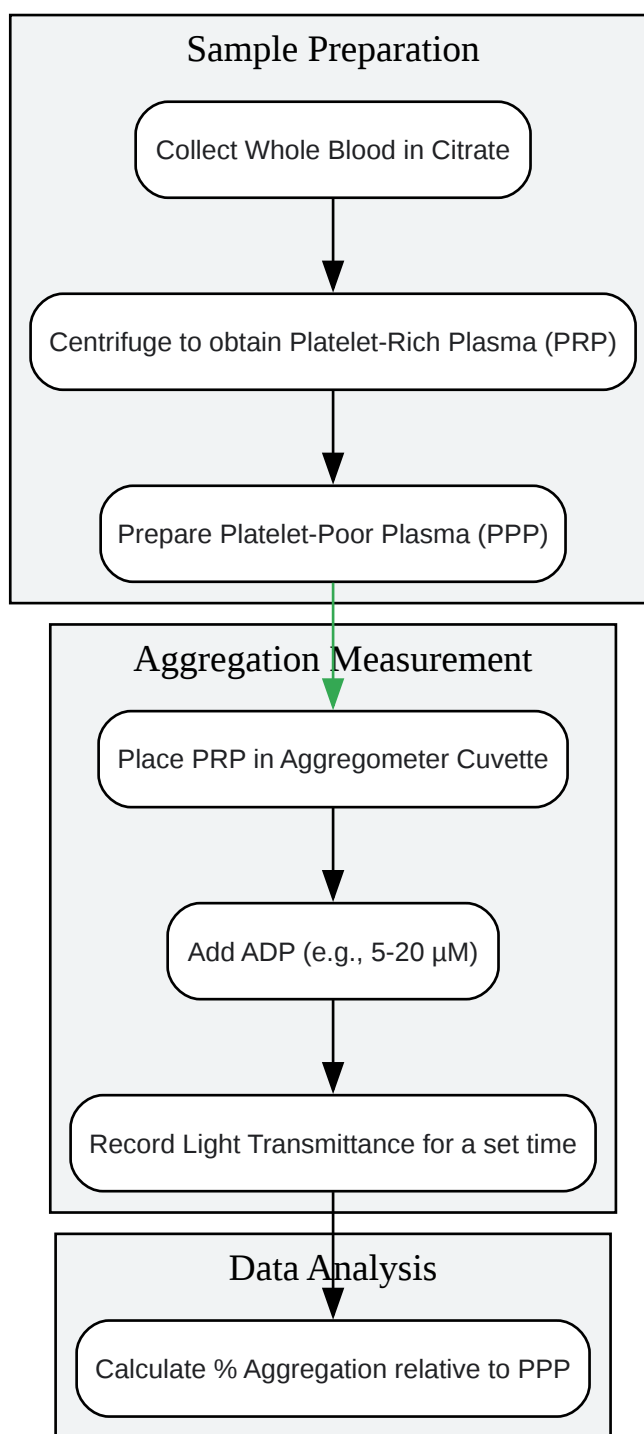 Sample Preparation
Collect Whole Blood in Citrate
Centrifuge to obtain Platelet-Rich Plasma (PRP)
Prepare Platelet-Poor Plasma (PPP)
Aggregation Measurement
Place PRP in Aggregometer Cuvette
Add ADP (e.g., 5-20 µM)
Record Light Transmittance for a set time
Data Analysis
Calculate % Aggregation relative to PPP